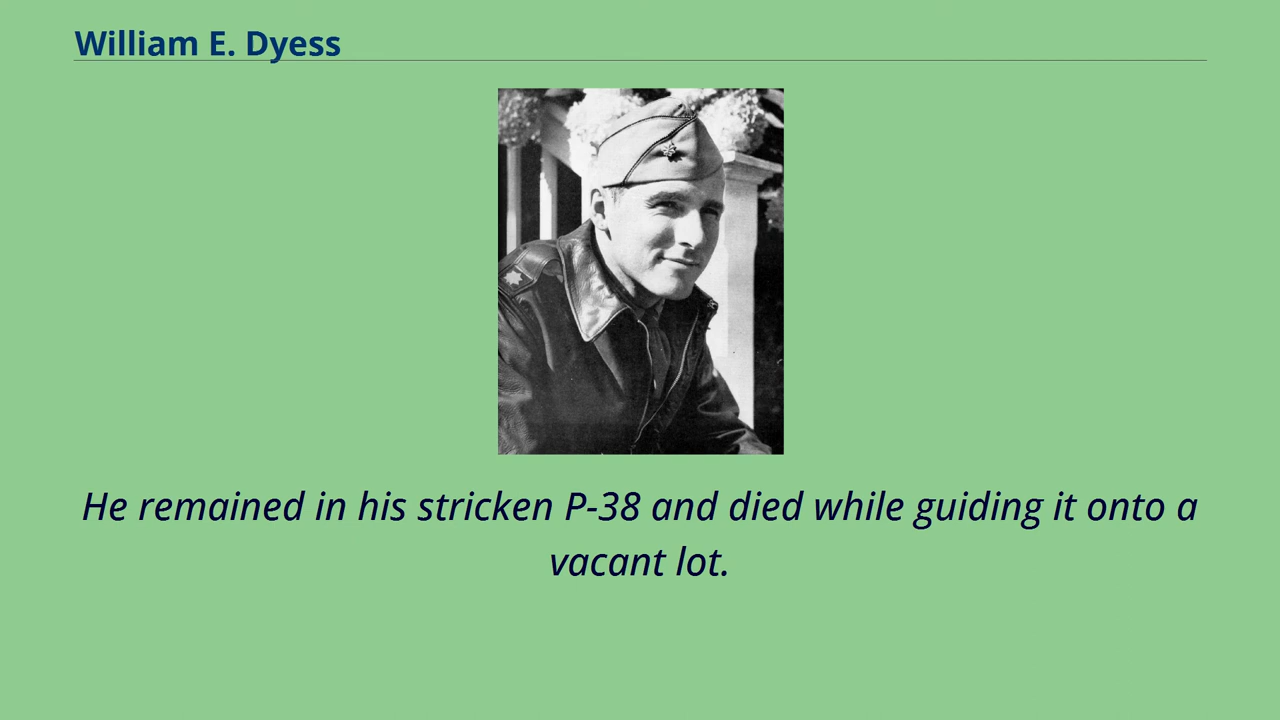 William E. Dyess
He remained in his stricken P-38 and died while guiding it onto a
vacant lot.